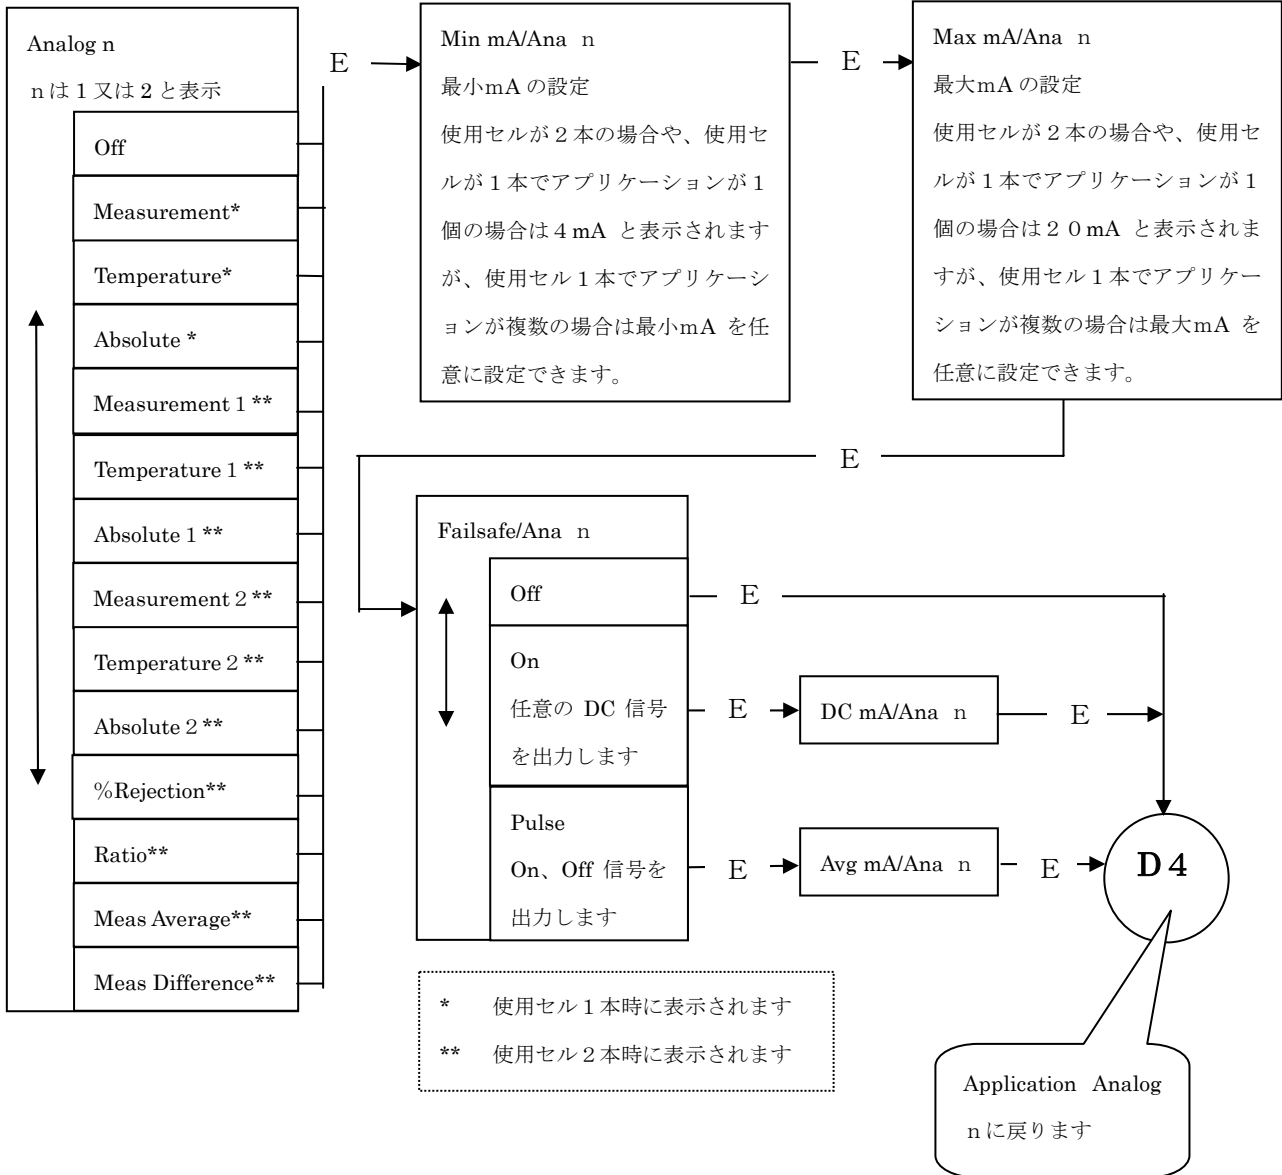 Analog n
ｎは１又は２と表示
Off
Measurement*
Temperature*
Absolute *
Measurement１**
Temperature１**
Absolute１**
Measurement２**
Temperature２**
Absolute２**
%Rejection**
Ratio**
Meas Average**
Meas Difference**
E
Min mA/Ana ｎ
最小ｍA の設定
使用セルが２本の場合や、使用セ
ルが１本でアプリケーションが１
個の場合は４mA と表示されます
が、使用セル１本でアプリケーシ
ョンが複数の場合は最小ｍA を任
意に設定できます。
E
Max mA/Ana ｎ
最大ｍA の設定
使用セルが２本の場合や、使用セ
ルが１本でアプリケーションが１
個の場合は２０mA と表示されま
すが、使用セル１本でアプリケー
ションが複数の場合は最大ｍA を
任意に設定できます。
E
Failsafe/Ana ｎ
Off
E
On
任意の DC 信号
を出力します
E
DC mA/Ana ｎ
E
Pulse
On、Off 信号を
出力します
E
Avg mA/Ana ｎ
E
D４
* 使用セル１本時に表示されます
** 使用セル２本時に表示されます
Application Analog
ｎに戻ります